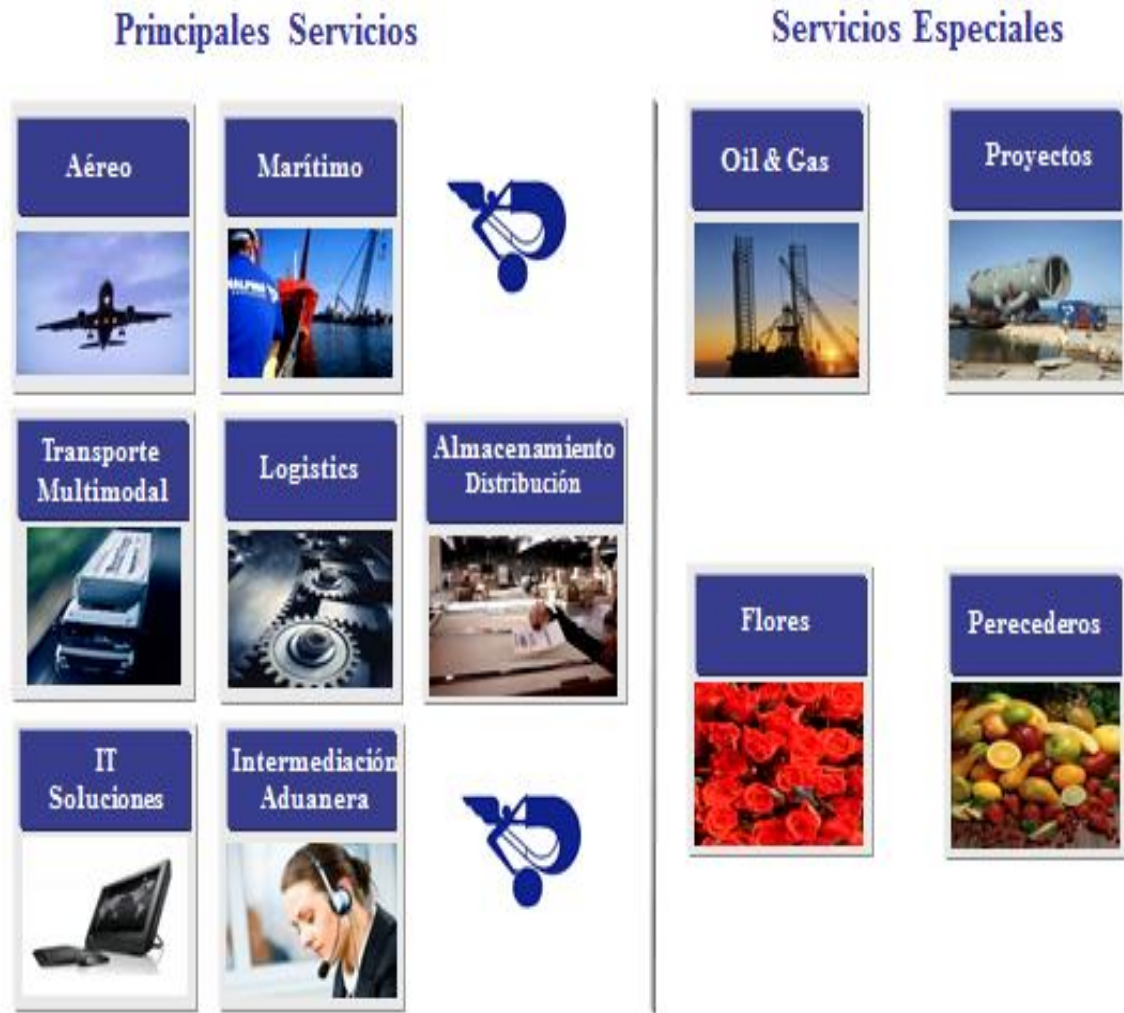 Principales Servicios
Aéreo
Marítimo
Transporte
Multimodal
Logistics
Almacenamiento
Distribución
IT
Soluciones
Intermediación
Aduanera
Servicios Especiales
Oil & Gas
Proyectos
Flores
Perecederos